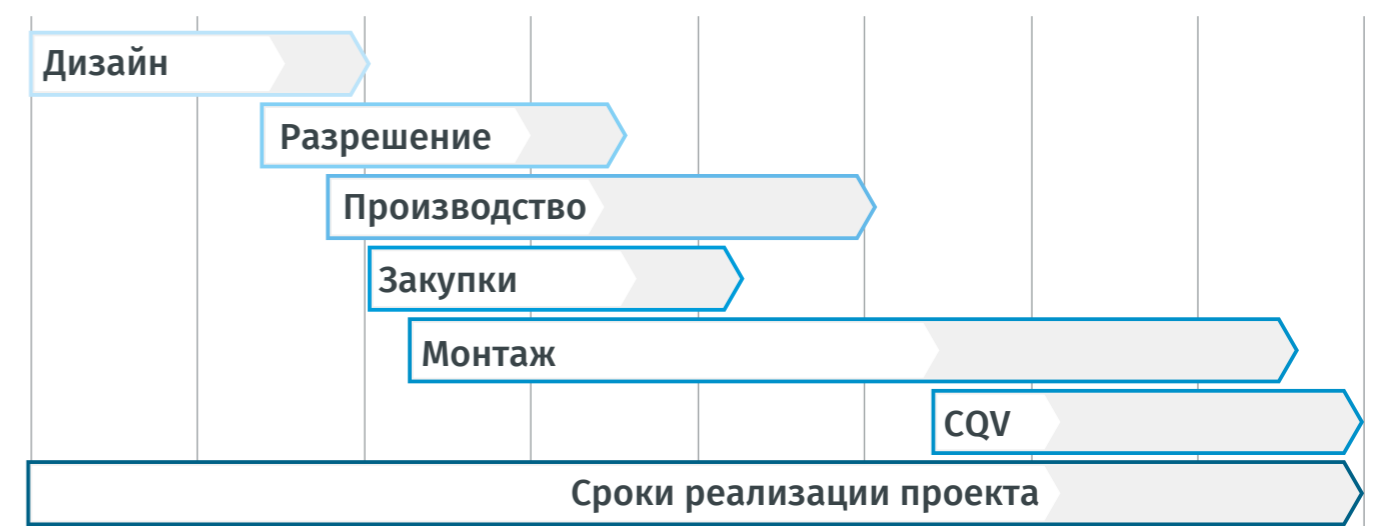 Дизайн
Разрешение
Производство
Закупки
Монтаж
CQV
Сроки реализации проекта